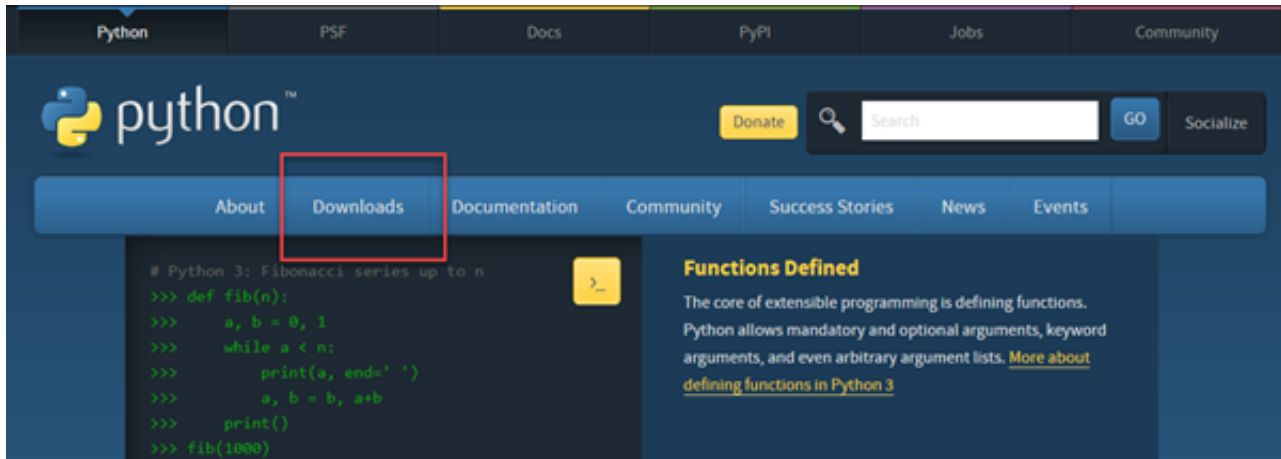 Python PSF Docs PyPI Jobs Community
python™
Donate Search GO Socialize
About Downloads Documentation Community Success Stories News Events
# Python 3: Fibonacci series up to n
>>> def fib(n):
>>>     a, b = 0, 1
>>>     while a < n:
>>>         print(a, end=' ')
>>>         a, b = b, a+b
>>>     print()
>>> fib(1000)
>_
Functions Defined
The core of extensible programming is defining functions.
Python allows mandatory and optional arguments, keyword
arguments, and even arbitrary argument lists. More about
defining functions in Python 3